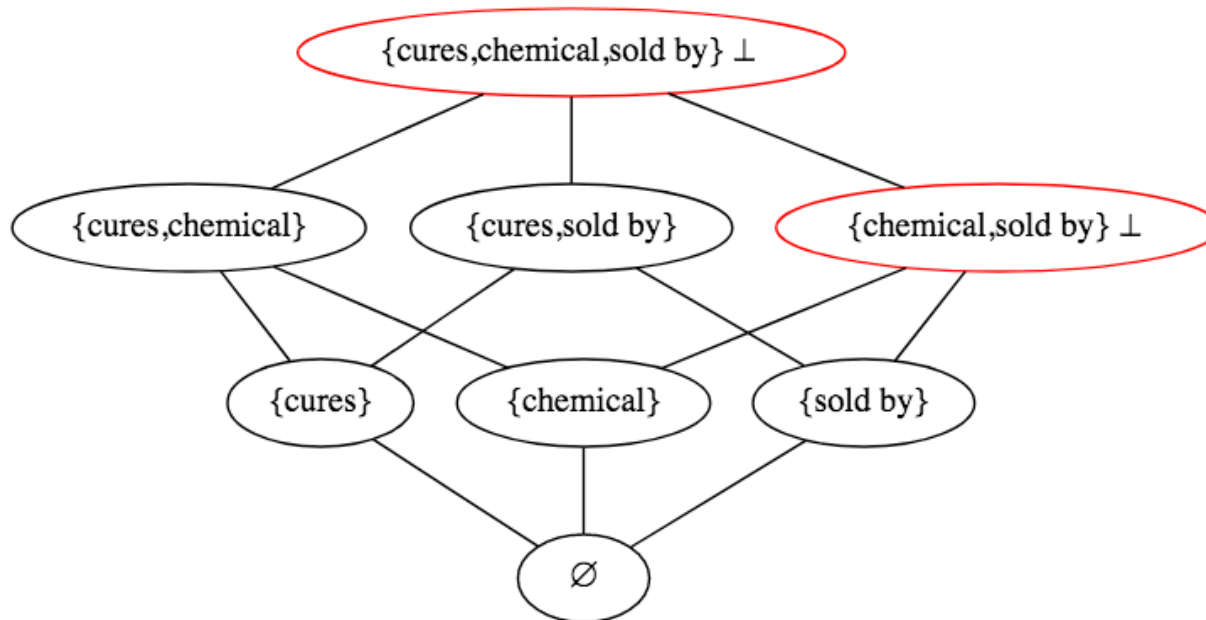 {cures,chemical,sold by} ⊥
{cures,chemical}
{cures,sold by}
{chemical,sold by} ⊥
{cures}
{chemical}
{sold by}
∅